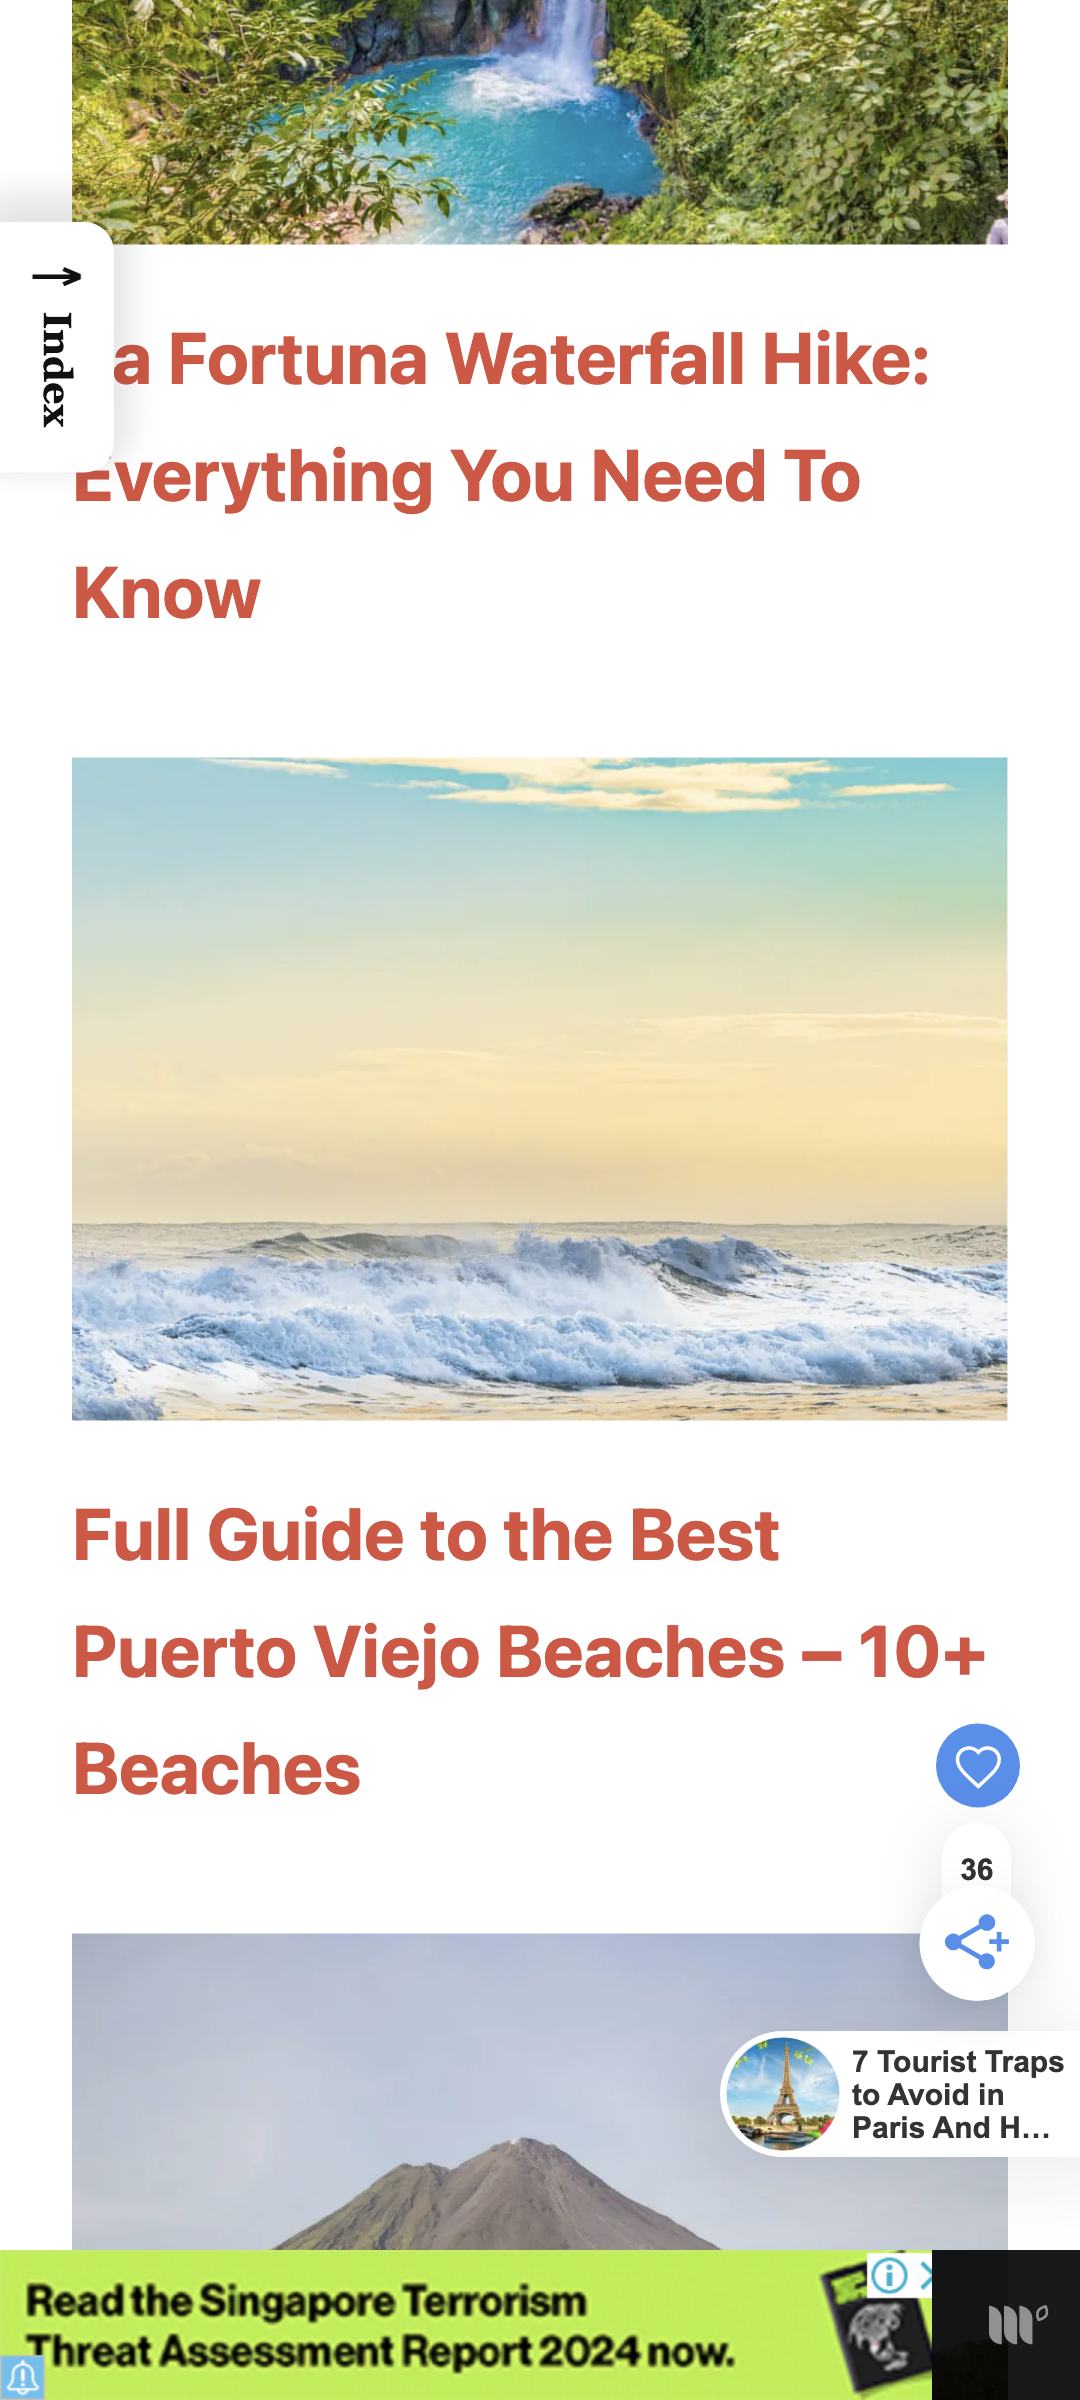 Index
a Fortuna Waterfall Hike:
Everything You Need To
Know
Full Guide to the Best
Puerto Viejo Beaches – 10+
Beaches
36
7 Tourist Traps
to Avoid in
Paris And H...
Read the Singapore Terrorism
Threat Assessment Report 2024 now.